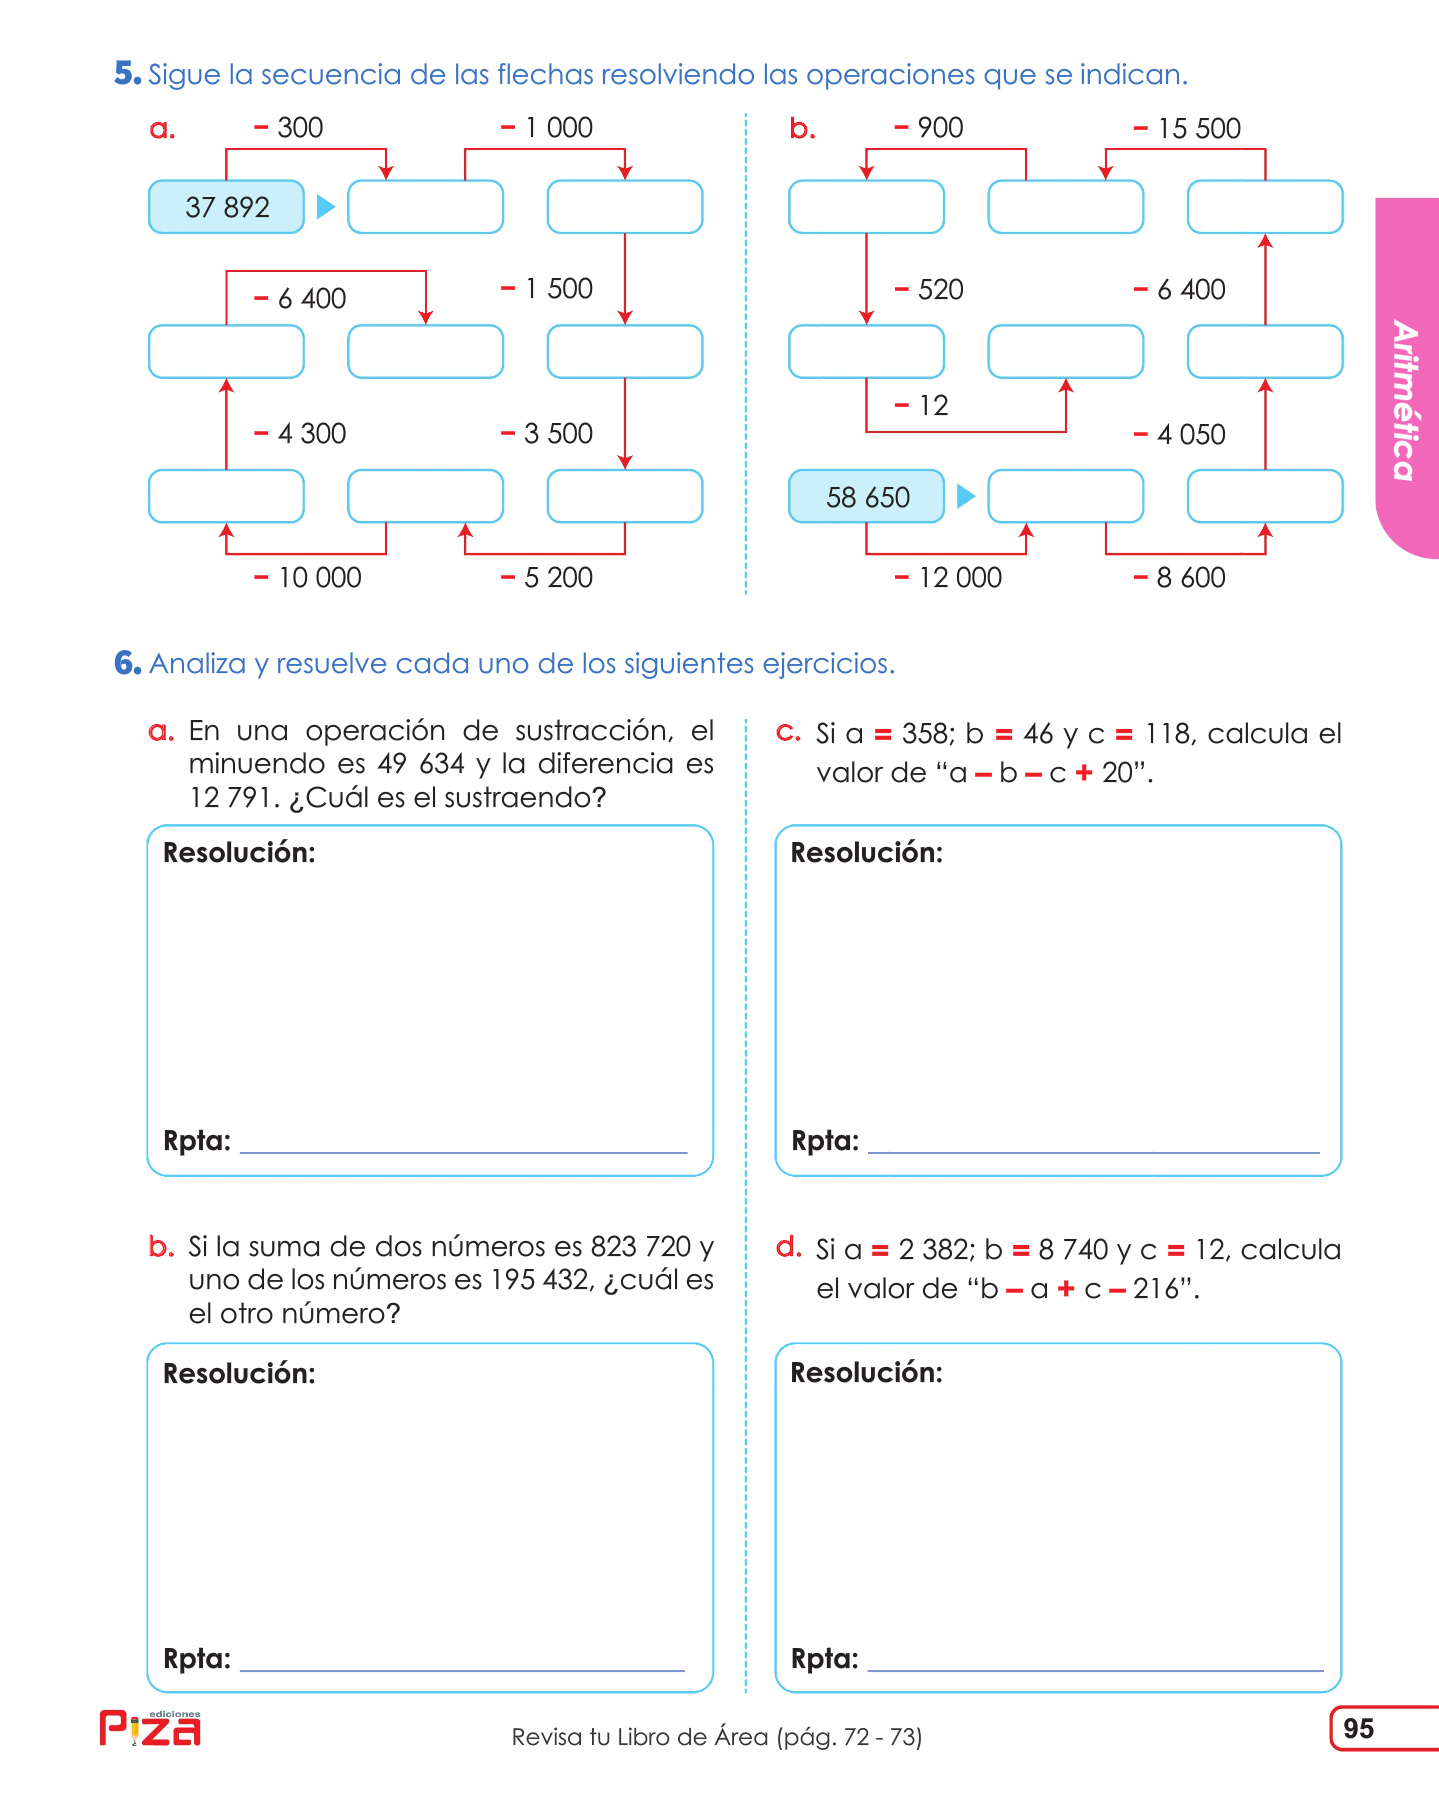 5. Sigue la secuencia de las flechas resolviendo las operaciones que se indican.
a.
– 300
– 1 000
37 892
– 6 400
– 1 500
– 4 300
– 3 500
– 10 000
– 5 200
b.
– 900
– 15 500
– 520
– 6 400
– 12
– 4 050
58 650
– 12 000
– 8 600
Aritmética
6. Analiza y resuelve cada uno de los siguientes ejercicios.
a. En una operación de sustracción, el
minuendo es 49 634 y la diferencia es
12 791. ¿Cuál es el sustraendo?
Resolución:
Rpta:
b. Si la suma de dos números es 823 720 y
uno de los números es 195 432, ¿cuál es
el otro número?
Resolución:
Rpta:
c. Si a = 358; b = 46 y c = 118, calcula el
valor de “a – b – c + 20”.
Resolución:
Rpta:
d. Si a = 2 382; b = 8 740 y c = 12, calcula
el valor de “b – a + c – 216”.
Resolución:
Rpta:
ediciones
Piza
Revisa tu Libro de Área (pág. 72 - 73)
95